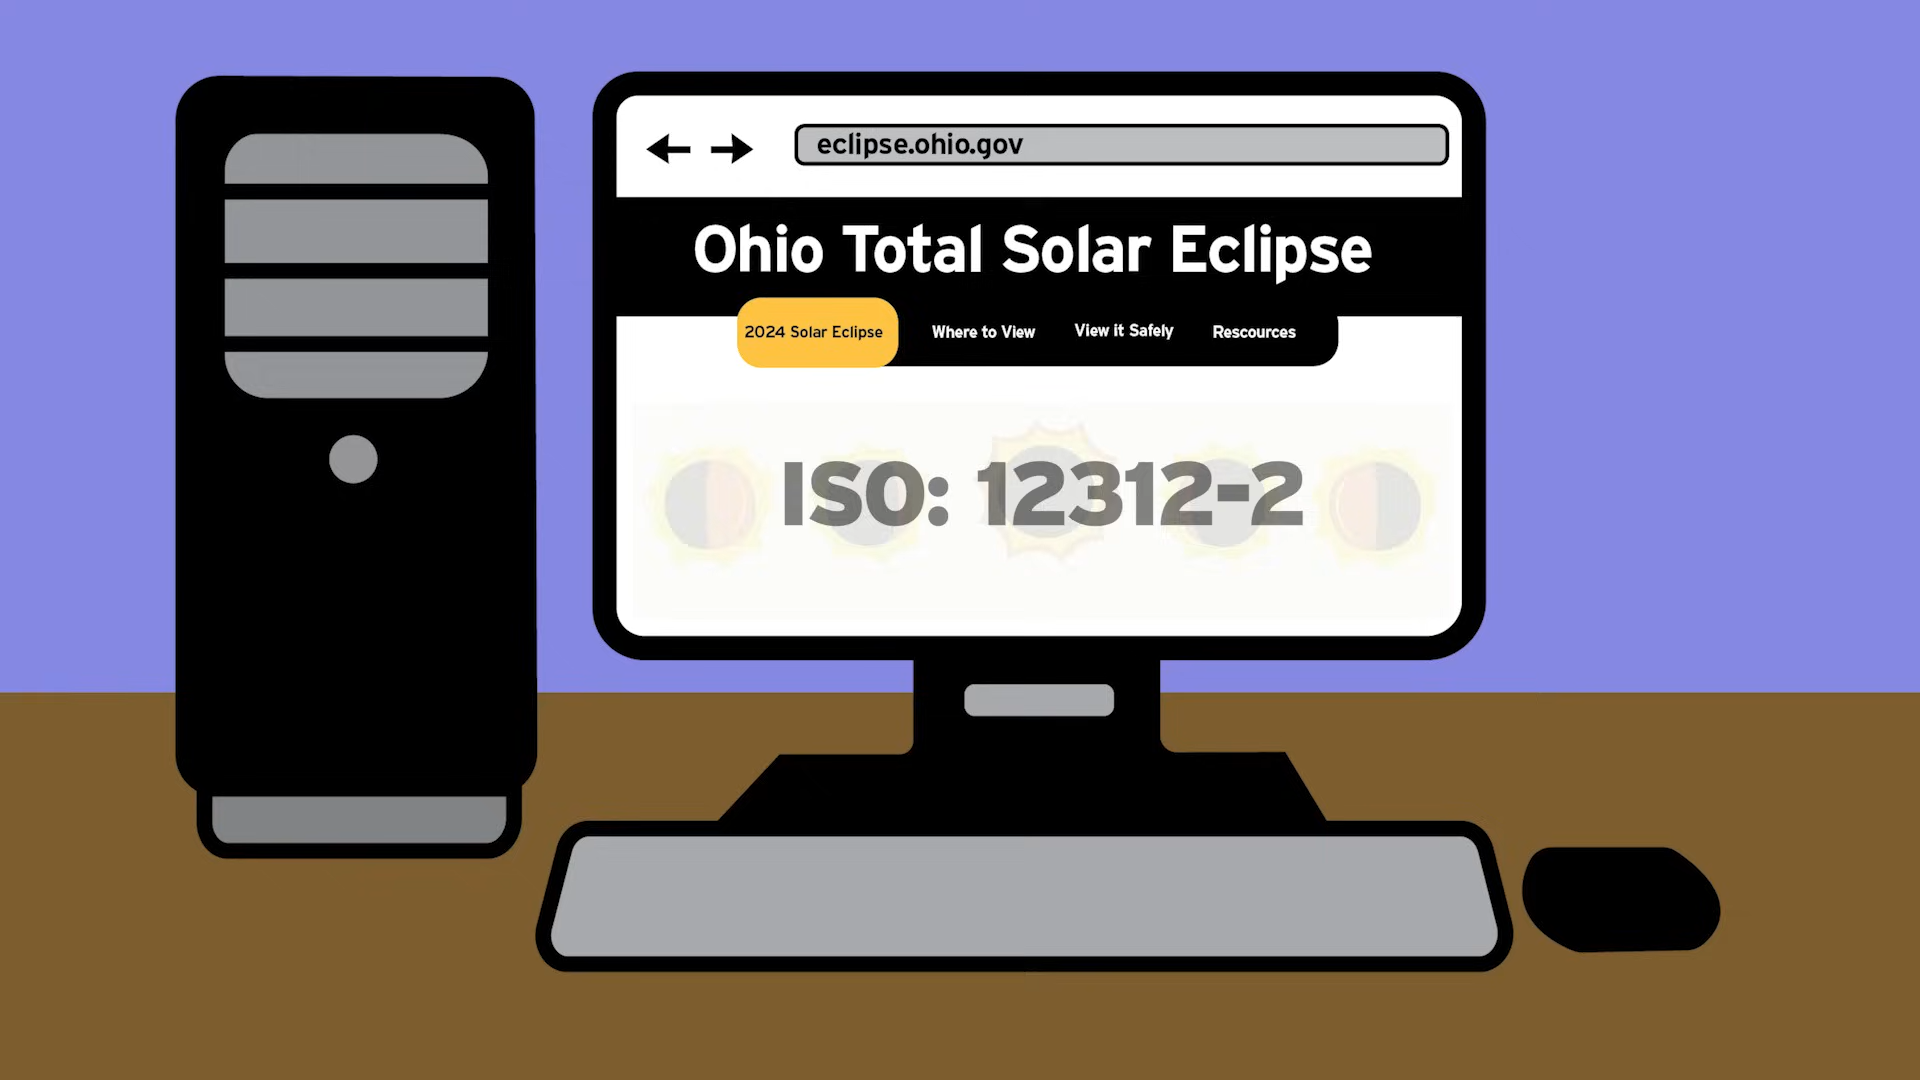 eclipse.ohio.gov
Ohio Total Solar Eclipse
2024 Solar Eclipse Where to View View it Safely Rescources
ISO: 12312-2